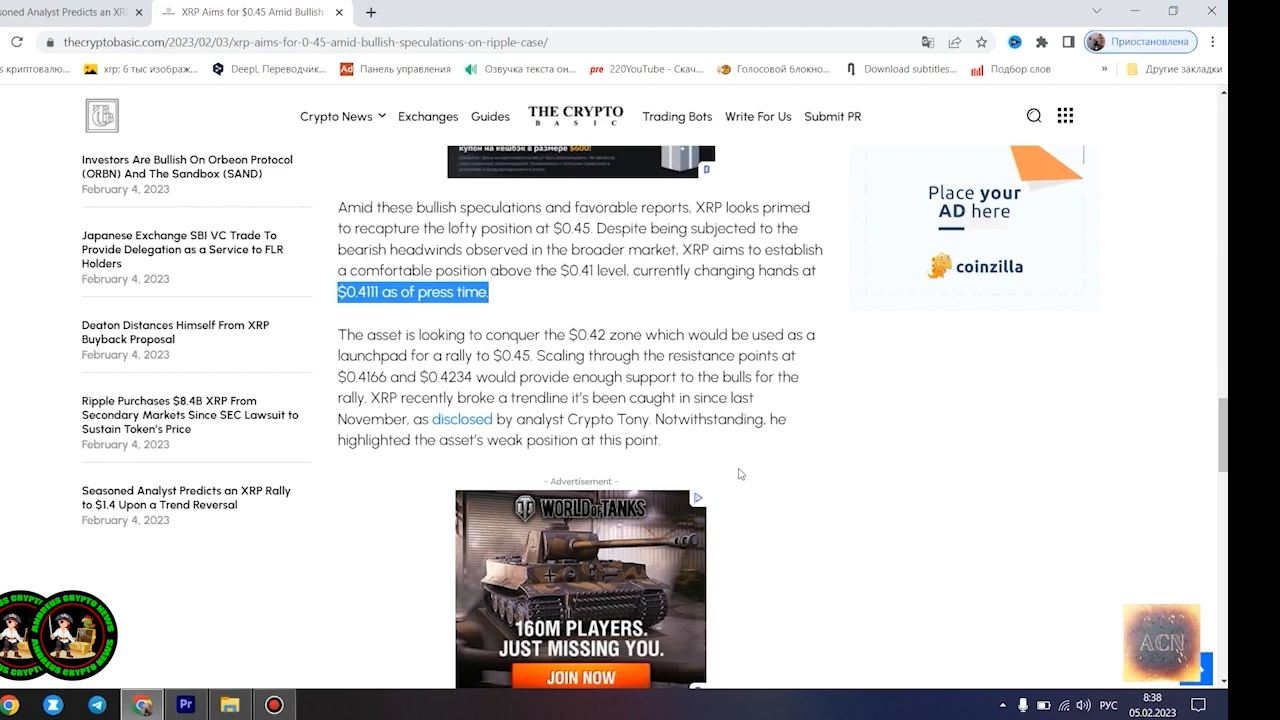 soned Analyst Predicts an XR
XRP Aims for $0.45 Amid Bullish
thecryptobasic.com/2023/02/03/xrp-aims-for-0-45-amid-bullish-speculations-on-ripple-case/
Приостановлена
s криптовалю...
xrp: 6 тыс изображ...
DeepL Переводчик...
Панель управления
Озвучка текста он...
pre 220YouTube - Скач...
Голосовой блокно...
Download subtitles...
Подбор слов
»
Другие закладки
Crypto News
Exchanges
Guides
THE CRYPTO
BASIC
Trading Bots
Write For Us
Submit PR
купон на кешбэк в размере $600!
Investors Are Bullish On Orbeon Protocol
(ORBN) And The Sandbox (SAND)
February 4, 2023
Japanese Exchange SBI VC Trade To
Provide Delegation as a Service to FLR
Holders
February 4, 2023
Deaton Distances Himself From XRP
Buyback Proposal
February 4, 2023
Ripple Purchases $8.4B XRP From
Secondary Markets Since SEC Lawsuit to
Sustain Token's Price
February 4, 2023
Seasoned Analyst Predicts an XRP Rally
to $1.4 Upon a Trend Reversal
February 4, 2023
Amid these bullish speculations and favorable reports, XRP looks primed
to recapture the lofty position at $0.45. Despite being subjected to the
bearish headwinds observed in the broader market, XRP aims to establish
a comfortable position above the $0.41 level, currently changing hands at
$0.4111 as of press time.
The asset is looking to conquer the $0.42 zone which would be used as a
launchpad for a rally to $0.45. Scaling through the resistance points at
$0.4166 and $0.4234 would provide enough support to the bulls for the
rally. XRP recently broke a trendline it's been caught in since last
November, as disclosed by analyst Crypto Tony. Notwithstanding, he
highlighted the asset's weak position at this point.
- Advertisement -
WORLD OF TANKS
160M PLAYERS.
JUST MISSING YOU.
JOIN NOW
Place your
AD here
coinzilla
ANDREUS CRYPTO NEWS
ANDREUS CRYPTO NEWS
ACN
РУС
8:38
05.02.2023